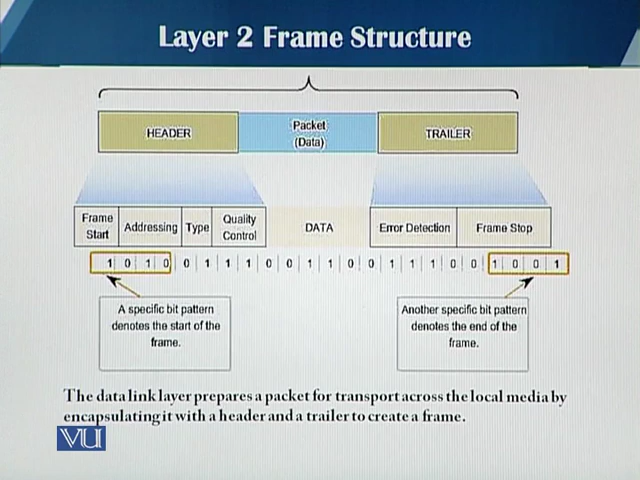 Layer 2 Frame Structure
HEADER
Packet
(Data)
TRAILER
Frame
Start
Addressing
Type
Quality
Control
DATA
Error Detection
Frame Stop
1 0 1 0 0 1 1 1 0 0 1 1 0 0 1 1 1 0 0 1 0 0 1
A specific bit pattern
denotes the start of the
frame.
Another specific bit pattern
denotes the end of the
frame.
The data link layer prepares a packet for transport across the local media by
encapsulating it with a header and a trailer to create a frame.
VU